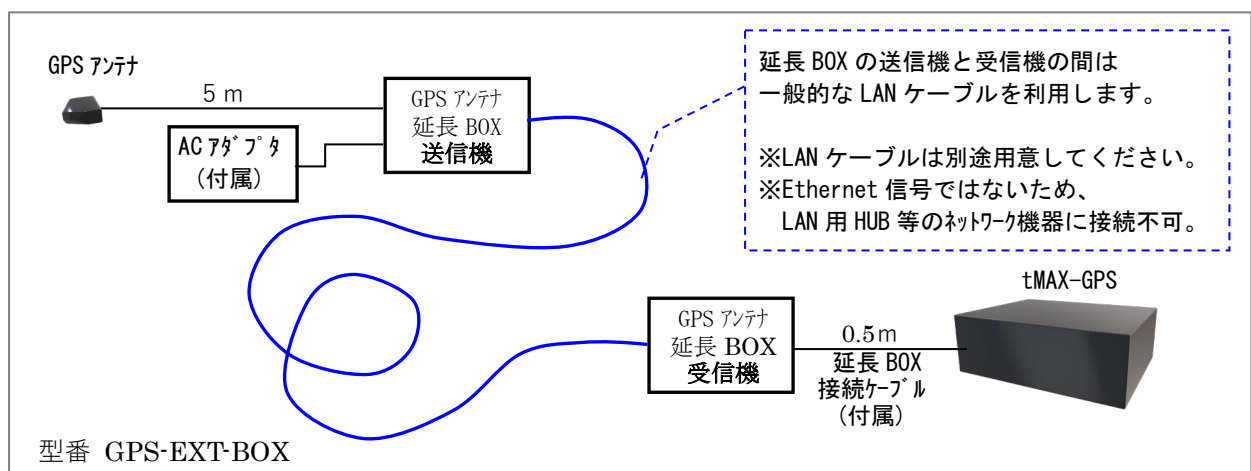 GPS ｱﾝﾃﾅ
5 m
GPS ｱﾝﾃﾅ
延長 BOX
送信機
AC ｱﾀﾞﾌﾟﾀ
(付属)
延長 BOX の送信機と受信機の間は
一般的な LAN ケーブルを利用します。
※LAN ケーブルは別途用意してください。
※Ethernet 信号ではないため、
LAN 用 HUB 等のﾈｯﾄﾜｰｸ機器に接続不可。
tMAX-GPS
GPS ｱﾝﾃﾅ
延長 BOX
受信機
0.5m
延長 BOX
接続ｹｰﾌﾞﾙ
(付属)
型番 GPS-EXT-BOX